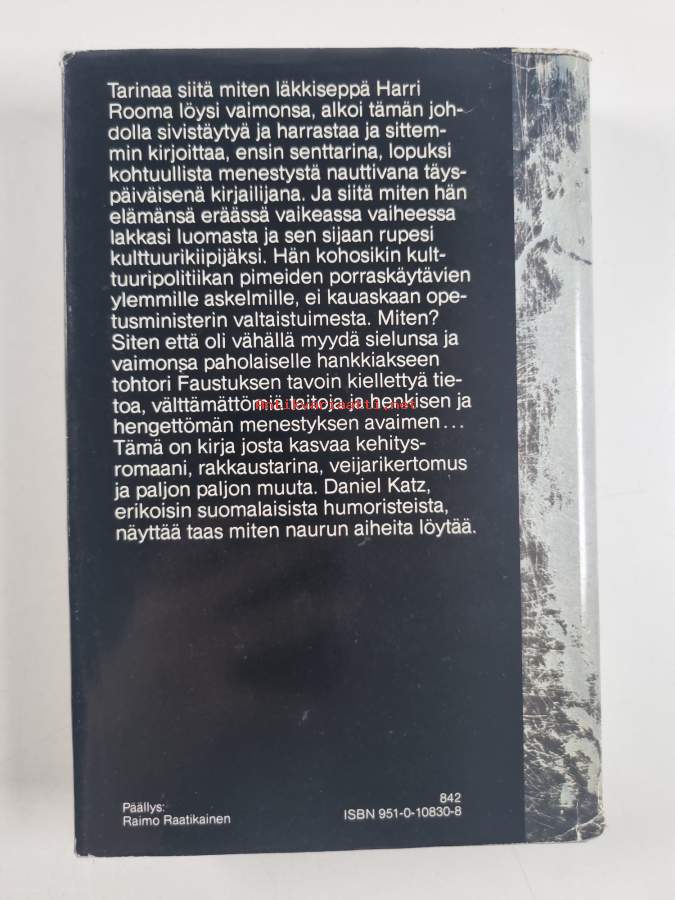 Tarinaa siitä miten läkkiseppä Harri
Rooma löysi vaimonsa, alkoi tämän joh-
dolla sivistäytyä ja harrastaa ja sittem-
min kirjoittaa, ensin senttarina, lopuksi
kohtuullista menestystä nauttivana täys-
päiväisenä kirjailijana. Ja siitä miten hän
elämänsä eräässä vaikeassa vaiheessa
lakkasi luomasta ja sen sijaan rupesi
kulttuurikiipijäksi. Hän kohosikin kult-
tuuripolitiikan pimeiden porraskäytävien
ylemmille askelmille, ei kauaskaan ope-
tusministerin valtaistuimesta. Miten?
Siten että oli vähällä myydä sielunsa ja
vaimonsa paholaiselle hankkiakseen
tohtori Faustuksen tavoin kiellettyä tie-
toa, välttämättömiä taitoja ja henkisen ja
Antikvariaatti.net
hengettömän menestyksen avaimen...
Tämä on kirja josta kasvaa kehitys-
romaani, rakkaustarina, veijarikertomus
ja paljon paljon muuta. Daniel Katz,
erikoisin suomalaisista humoristeista,
näyttää taas miten naurun aiheita löytää.
Päällys:
Raimo Raatikainen
842
ISBN 951-0-10830-8